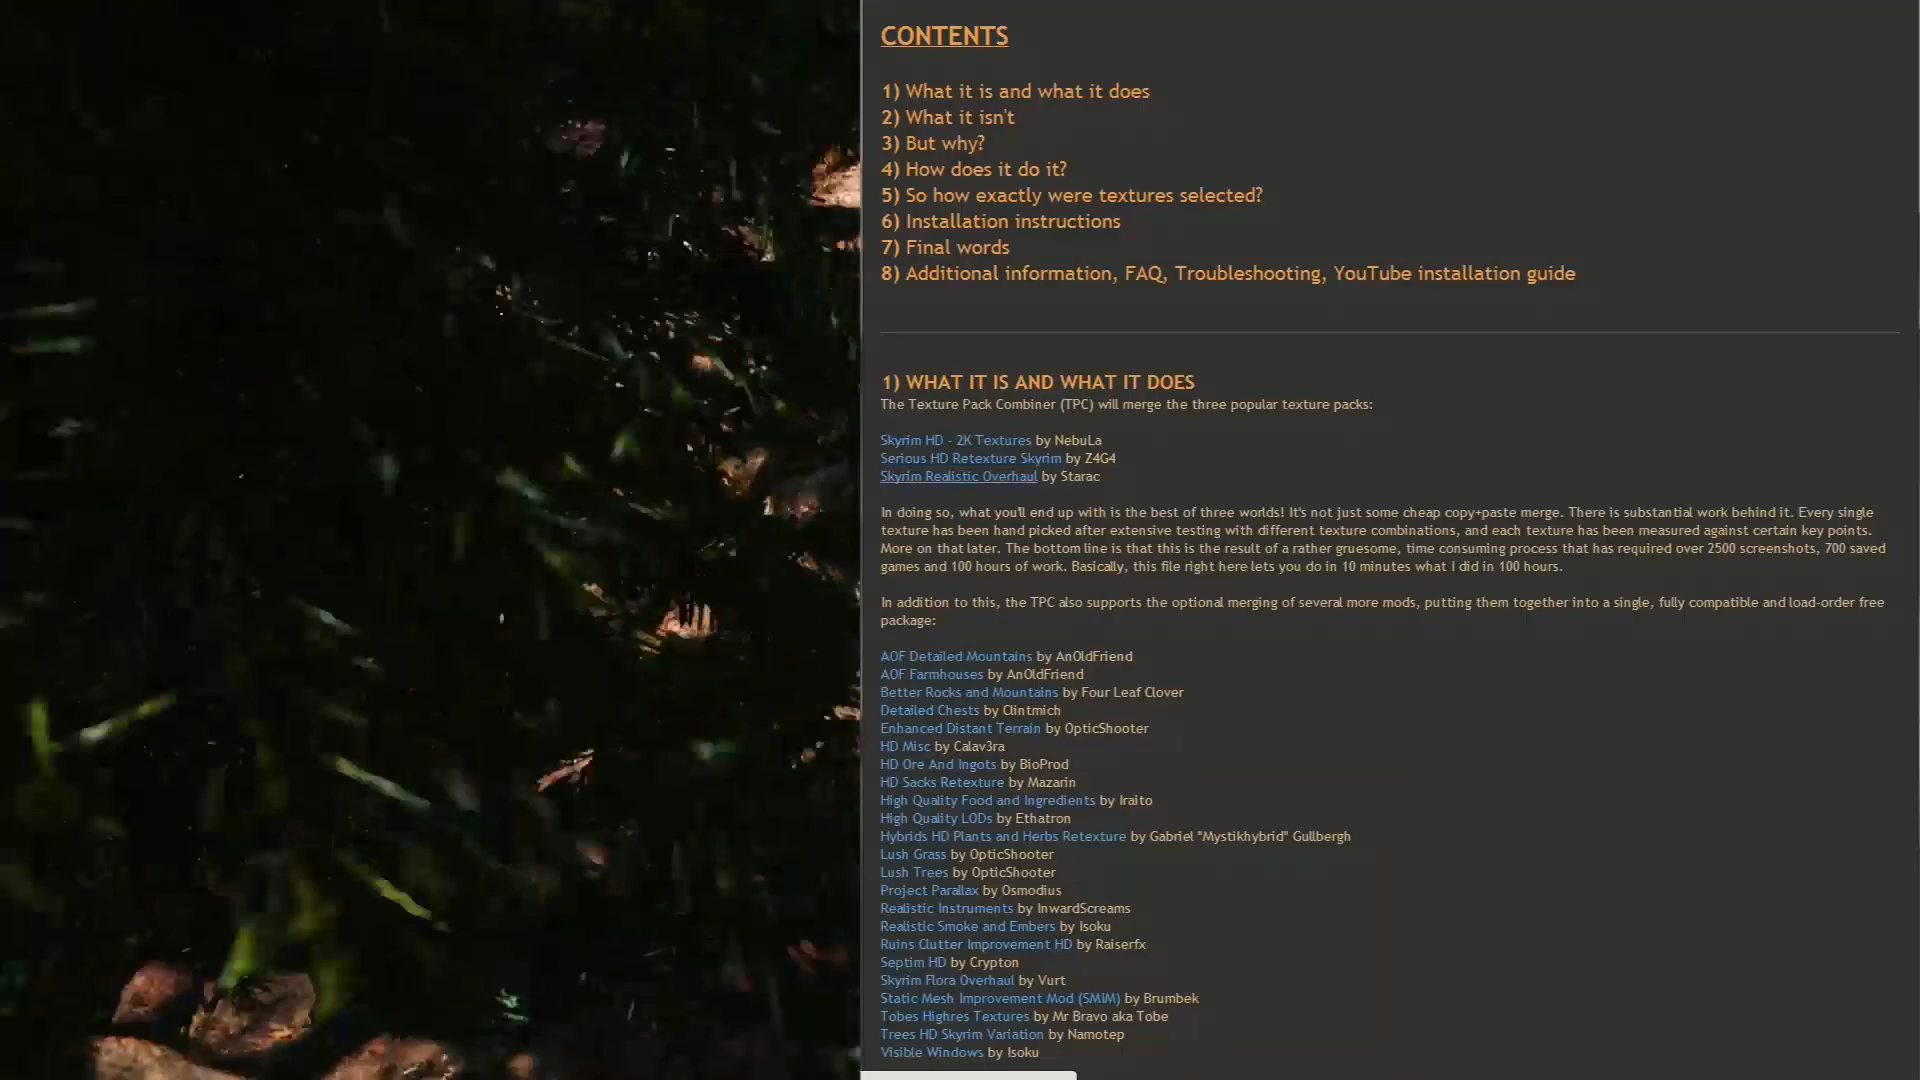 CONTENTS
1) What it is and what it does
2) What it isn't
3) But why?
4) How does it do it?
5) So how exactly were textures selected?
6) Installation instructions
7) Final words
8) Additional information, FAQ, Troubleshooting, YouTube installation guide
1) WHAT IT IS AND WHAT IT DOES
The Texture Pack Combiner (TPC) will merge the three popular texture packs:
Skyrim HD - 2K Textures by NebuLa
Serious HD Retexture Skyrim by Z4G4
Skyrim Realistic Overhaul by Starac
In doing so, what you'll end up with is the best of three worlds! It's not just some cheap copy+paste merge. There is substantial work behind it. Every single
texture has been hand picked after extensive testing with different texture combinations, and each texture has been measured against certain key points.
More on that later. The bottom line is that this is the result of a rather gruesome, time consuming process that has required over 2500 screenshots, 700 saved
games and 100 hours of work. Basically, this file right here lets you do in 10 minutes what I did in 100 hours.
In addition to this, the TPC also supports the optional merging of several more mods, putting them together into a single, fully compatible and load-order free
package:
AOF Detailed Mountains by AnOldFriend
AOF Farmhouses by AnOldFriend
Better Rocks and Mountains by Four Leaf Clover
Detailed Chests by Clintmich
Enhanced Distant Terrain by OpticShooter
HD Misc by Calav3ra
HD Ore And Ingots by BioProd
HD Sacks Retexture by Mazarin
High Quality Food and Ingredients by Iraito
High Quality LODs by Ethatron
Hybrids HD Plants and Herbs Retexture by Gabriel "Mystikhybrid" Gullbergh
Lush Grass by OpticShooter
Lush Trees by OpticShooter
Project Parallax by Osmodius
Realistic Instruments by InwardScreams
Realistic Smoke and Embers by Isoku
Ruins Clutter Improvement HD by Raiserfx
Septim HD by Crypton
Skyrim Flora Overhaul by Vurt
Static Mesh Improvement Mod (SMIM) by Brumbek
Tobes Highres Textures by Mr Bravo aka Tobe
Trees HD Skyrim Variation by Namotep
Visible Windows by Isoku